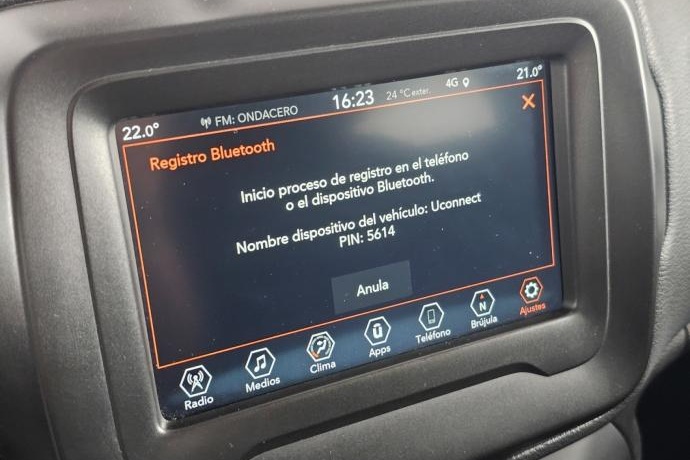 22.0°
FM: ONDACERO
16:23
24 °C exter.
4G
21.0°
Registro Bluetooth
Inicio proceso de registro en el teléfono
o el dispositivo Bluetooth.
Nombre dispositivo del vehículo: Uconnect
PIN: 5614
Anula
Radio
Medios
Clima
Apps
Teléfono
N
Brújula
Ajustes